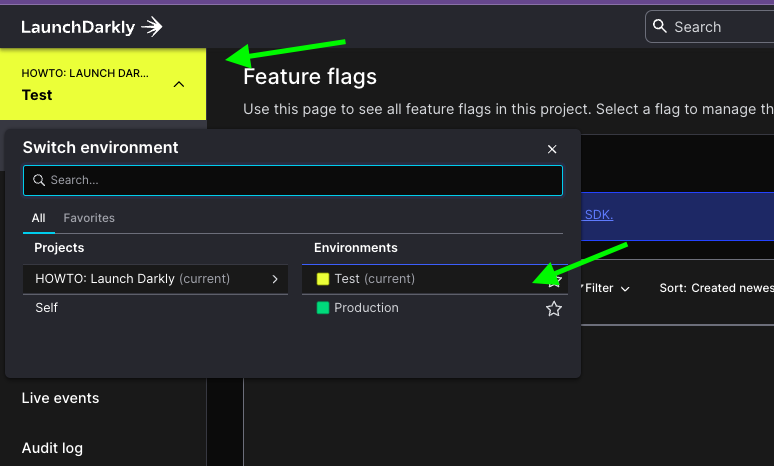 LaunchDarkly
Search
HOWTO: LAUNCH DAR...
Test
Feature flags
Use this page to see all feature flags in this project. Select a flag to manage th
Switch environment
Search...
SDK.
All
Favorites
Projects
Environments
HOWTO: Launch Darkly (current)
Test (current)
Filter
Sort: Created newes
Self
Production
Live events
Audit log